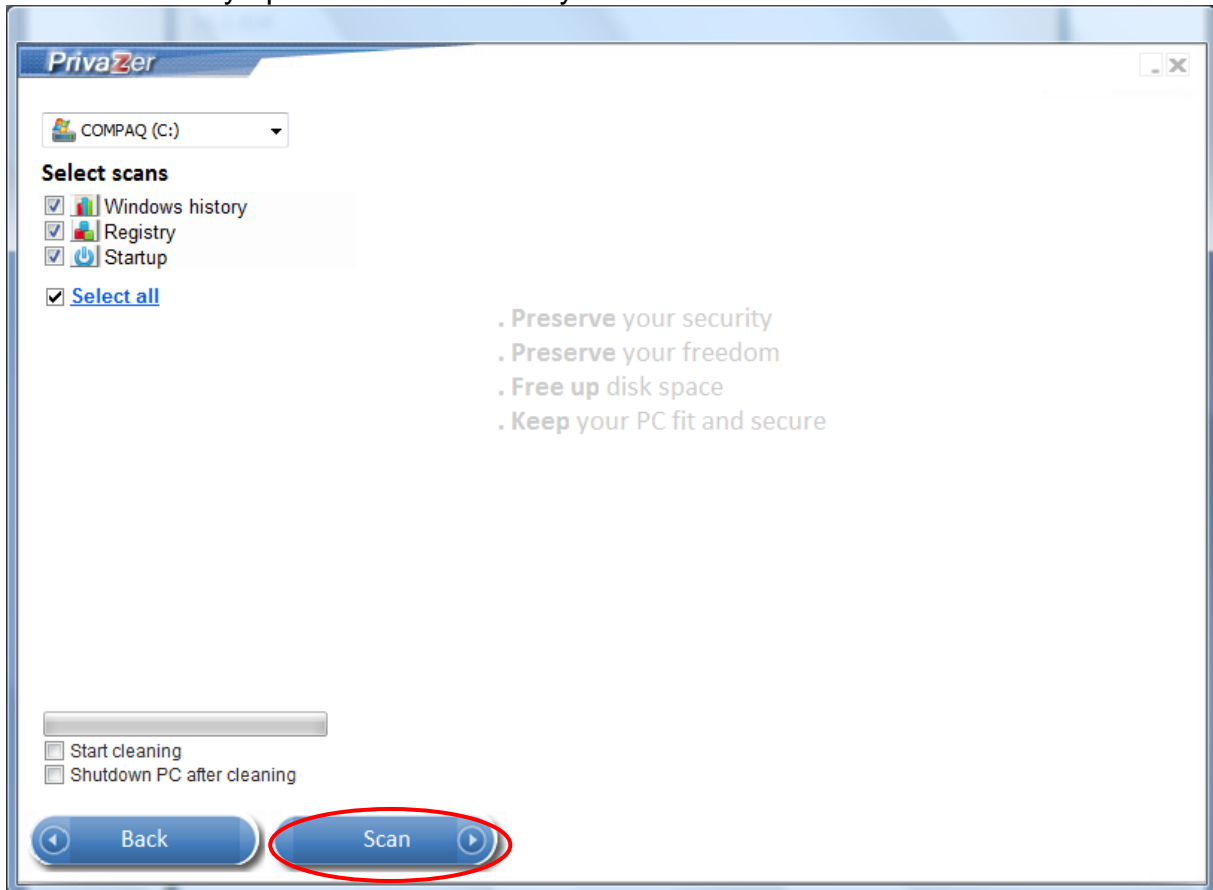 PrivaZer
COMPAQ (C:)
Select scans
Windows history
Registry
Startup
Select all
. Preserve your security
. Preserve your freedom
. Free up disk space
. Keep your PC fit and secure
Start cleaning
Shutdown PC after cleaning
Back
Scan